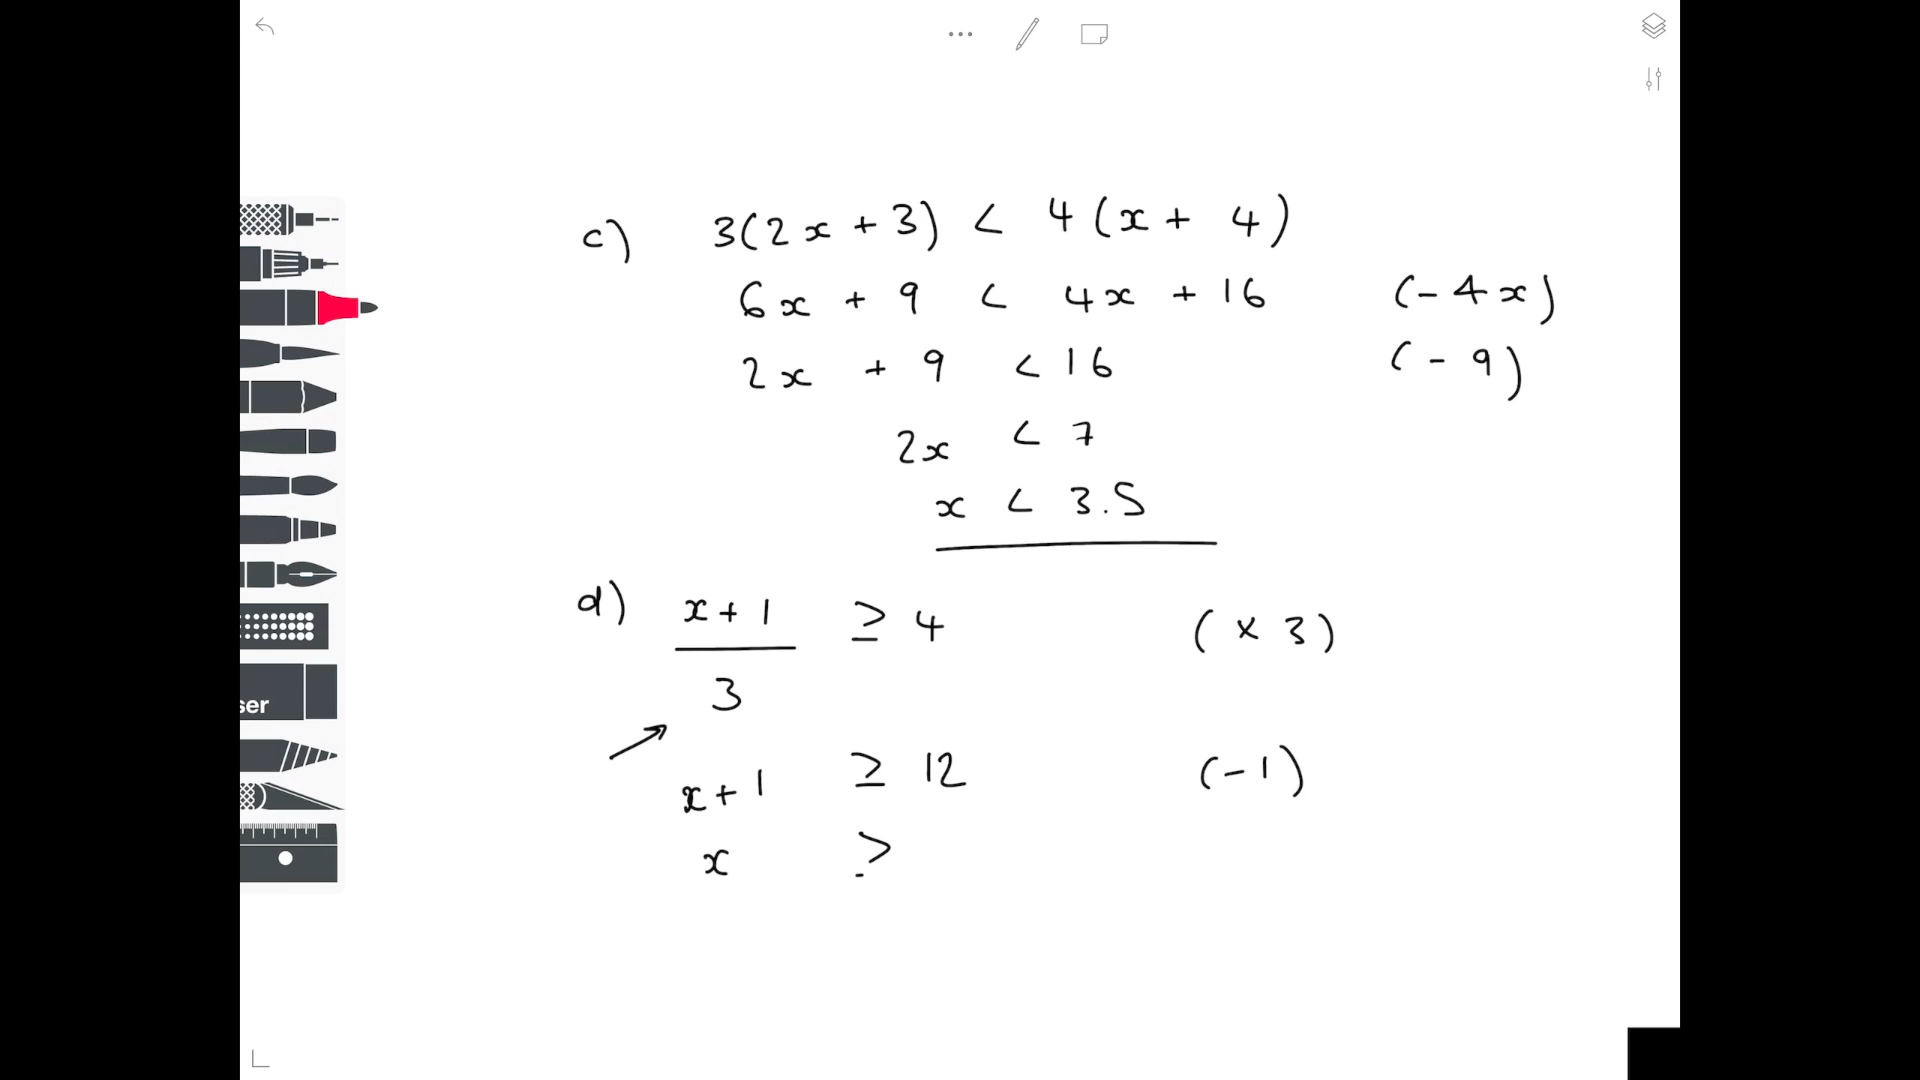 c) 3(2x + 3) < 4(x + 4)
6x + 9 < 4x + 16 (- 4x)
2x + 9 < 16 (- 9)
2x < 7
x < 3.5
d) x + 1 ≥ 4 (× 3)
3
x + 1 ≥ 12 (- 1)
x ≥
ser